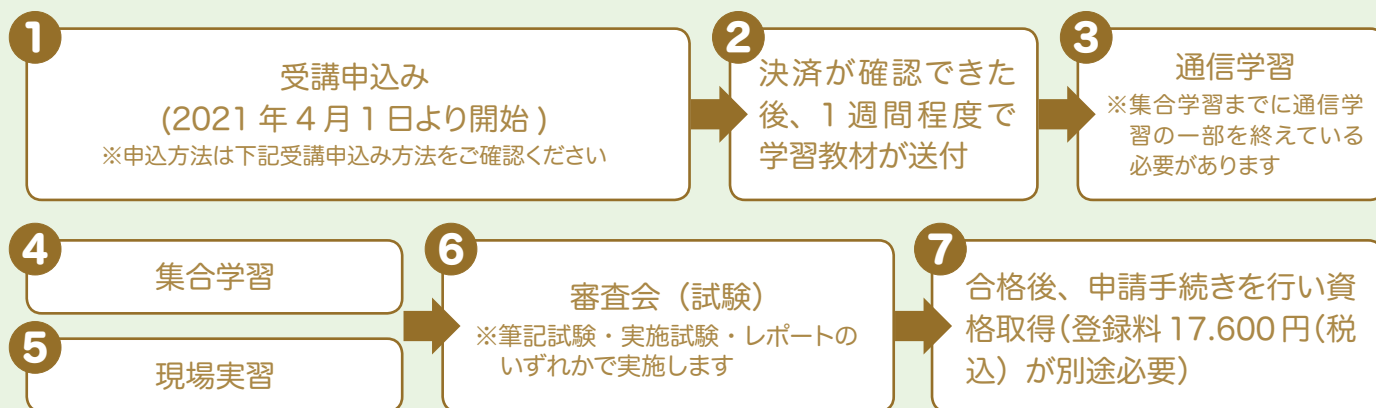 1
受講申込み
(2021 年 4 月 1 日より開始 )
※申込方法は下記受講申込み方法をご確認ください
2
決済が確認できた
後、1 週間程度で
学習教材が送付
3
通信学習
※集合学習までに通信学
習の一部を終えている
必要があります
4
集合学習
5
現場実習
6
審査会（試験）
※筆記試験・実施試験・レポートの
いずれかで実施します
7
合格後、申請手続きを行い資
格取得（登録料 17.600 円（税
込）が別途必要）